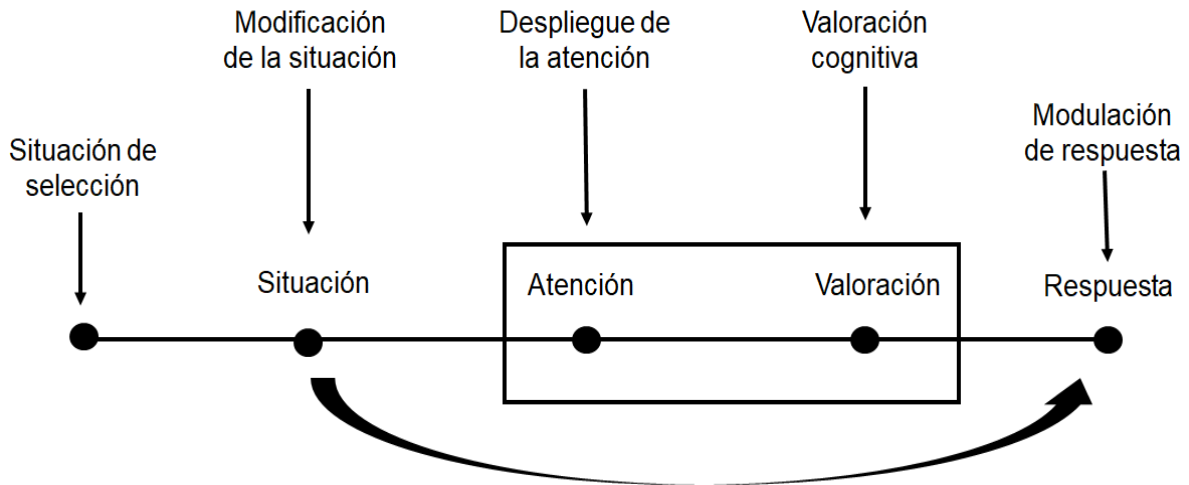 Modificación
de la situación
Despliegue de
la atención
Valoración
cognitiva
Modulación
de respuesta
Situación de
selección
Situación
Atención
Valoración
Respuesta